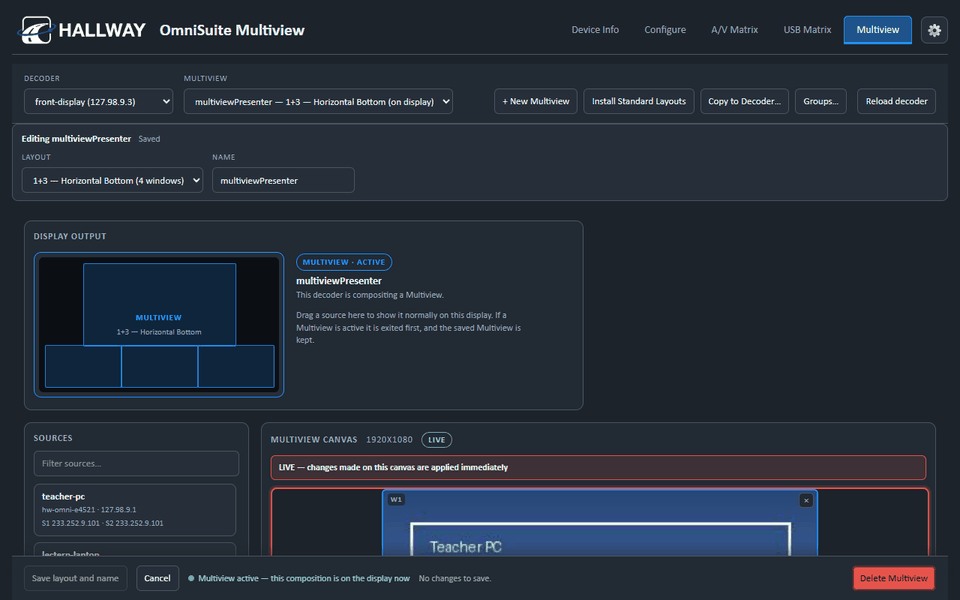 HALLWAY OmniSuite Multiview
Device Info Configure A/V Matrix USB Matrix Multiview
DECODER MULTIVIEW
front-display (127.98.9.3) multiviewPresenter — 1+3 — Horizontal Bottom (on display) + New Multiview Install Standard Layouts Copy to Decoder... Groups... Reload decoder
Editing multiviewPresenter Saved
LAYOUT NAME
1+3 — Horizontal Bottom (4 windows) multiviewPresenter
DISPLAY OUTPUT
MULTIVIEW
1+3 — Horizontal Bottom
MULTIVIEW · ACTIVE
multiviewPresenter
This decoder is compositing a Multiview.
Drag a source here to show it normally on this display. If a
Multiview is active it is exited first, and the saved Multiview is
kept.
SOURCES
Filter sources...
teacher-pc
hw-omni-e4521 · 127.98.9.1
S1 233.252.9.101 · S2 233.252.9.101
lectern-laptop
MULTIVIEW CANVAS 1920X1080 LIVE
LIVE — changes made on this canvas are applied immediately
W1 ×
Teacher PC
Save layout and name Cancel Multiview active — this composition is on the display now No changes to save. Delete Multiview